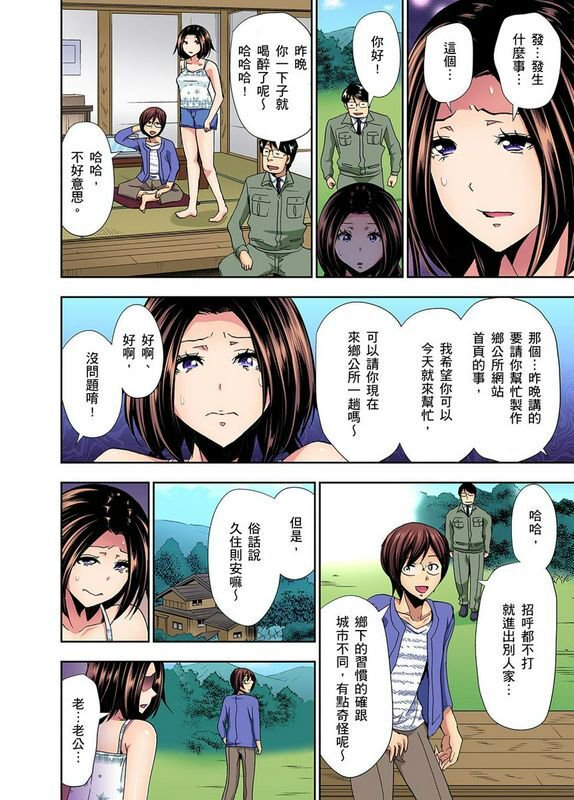 發…發生
什麼事…
這個…
你好！
昨晚
你一下子就
喝醉了呢～
哈哈哈！
哈哈，
不好意思。
那個…昨晚講的
要請你幫忙製作
鄉公所網站
首頁的事，
我希望你可以
今天就來幫忙，
可以請你現在
來鄉公所一趟嗎～
好啊、
好啊，
沒問題唷！
哈哈，
招呼都不打
就進出別人家…
鄉下的習慣的確跟
城市不同，有點奇怪呢～
但是，
俗話說
久住則安嘛～
老…老公…